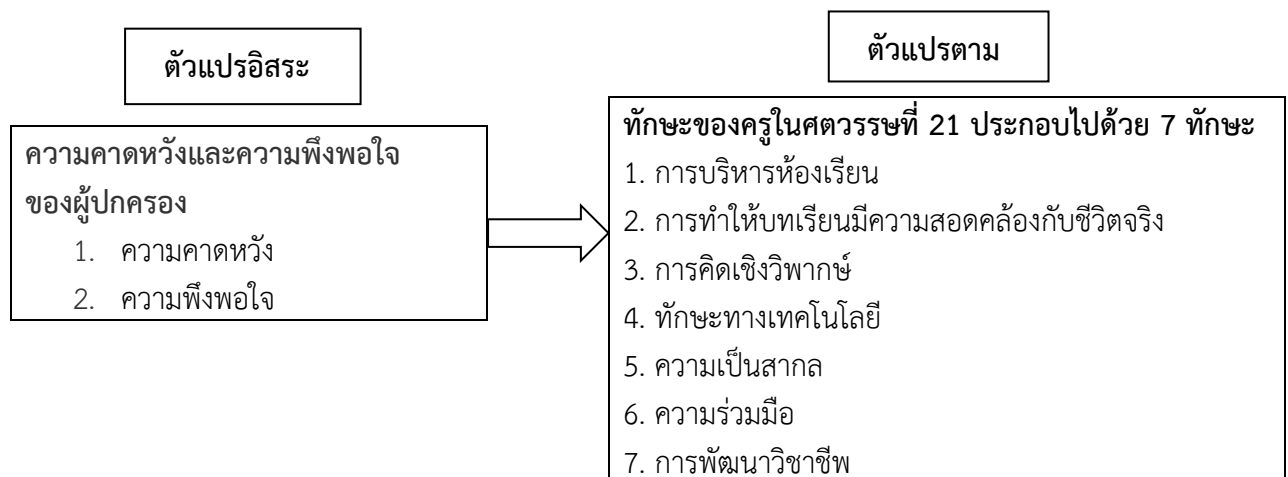 ตัวแปรอิสระ
ความคาดหวังและความพึงพอใจ
ของผู้ปกครอง
1. ความคาดหวัง
2. ความพึงพอใจ
ตัวแปรตาม
ทักษะของครูในศตวรรษที่ 21 ประกอบไปด้วย 7 ทักษะ
1. การบริหารห้องเรียน
2. การทำให้บทเรียนมีความสอดคล้องกับชีวิตจริง
3. การคิดเชิงวิพากษ์
4. ทักษะทางเทคโนโลยี
5. ความเป็นสากล
6. ความร่วมมือ
7. การพัฒนาวิชาชีพ